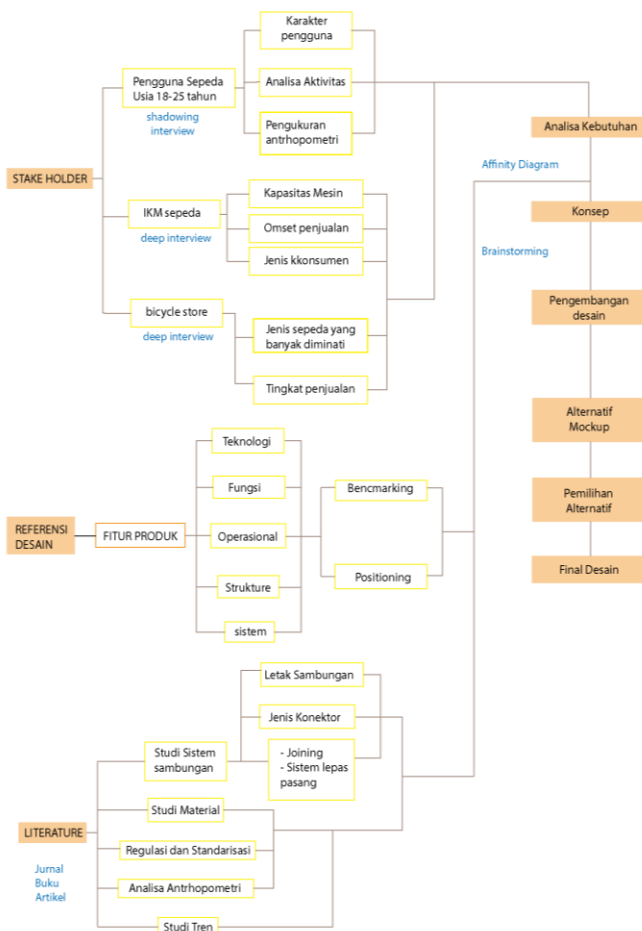 Karakter
pengguna
Pengguna Sepeda
Usia 18-25 tahun
shadowing
interview
Analisa Aktivitas
Pengukuran
antrhopometri
STAKE HOLDER
IKM sepeda
deep interview
Kapasitas Mesin
Omset penjualan
Jenis kkonsumen
bicycle store
deep interview
Jenis sepeda yang
banyak diminati
Tingkat penjualan
Analisa Kebutuhan
Affinity Diagram
Konsep
Brainstorming
Pengembangan
desain
Alternatif
Mockup
Pemilihan
Alternatif
Final Desain
REFERENSI
DESAIN
FITUR PRODUK
Teknologi
Fungsi
Operasional
Strukture
sistem
Bencmarking
Positioning
LITERATURE
Jurnal
Buku
Artikel
Studi Sistem
sambungan
Letak Sambungan
Jenis Konektor
- Joining
- Sistem lepas
pasang
Studi Material
Regulasi dan Standarisasi
Analisa Antrhopometri
Studi Tren